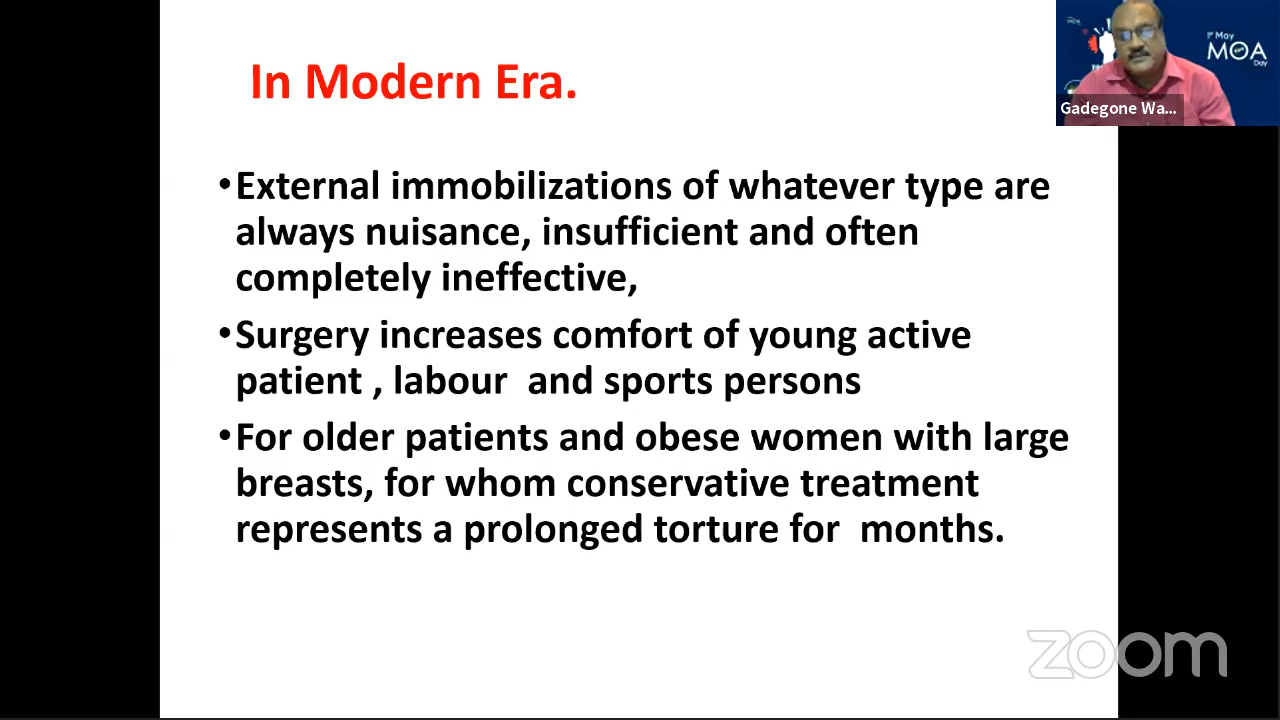 In Modern Era.
1st May
MOA
Day
Gadegone Wa...
•External immobilizations of whatever type are
always nuisance, insufficient and often
completely ineffective,
•Surgery increases comfort of young active
patient , labour and sports persons
•For older patients and obese women with large
breasts, for whom conservative treatment
represents a prolonged torture for months.
zoom